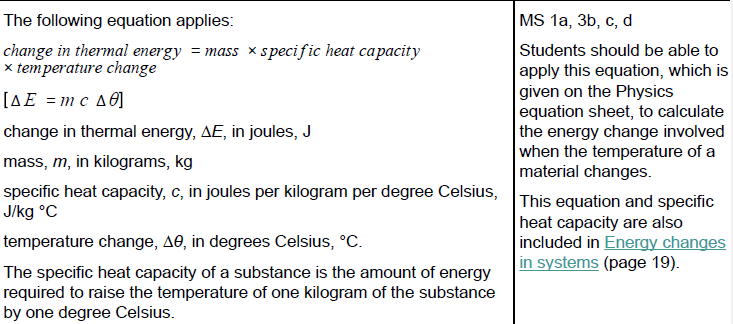 The following equation applies:
change in thermal energy = mass × specific heat capacity
× temperature change
[∆E = m c ∆θ]
change in thermal energy, ∆E, in joules, J
mass, m, in kilograms, kg
specific heat capacity, c, in joules per kilogram per degree Celsius,
J/kg °C
temperature change, ∆θ, in degrees Celsius, °C.
The specific heat capacity of a substance is the amount of energy
required to raise the temperature of one kilogram of the substance
by one degree Celsius.
MS 1a, 3b, c, d
Students should be able to
apply this equation, which is
given on the Physics
equation sheet, to calculate
the energy change involved
when the temperature of a
material changes.
This equation and specific
heat capacity are also
included in Energy changes
in systems (page 19).